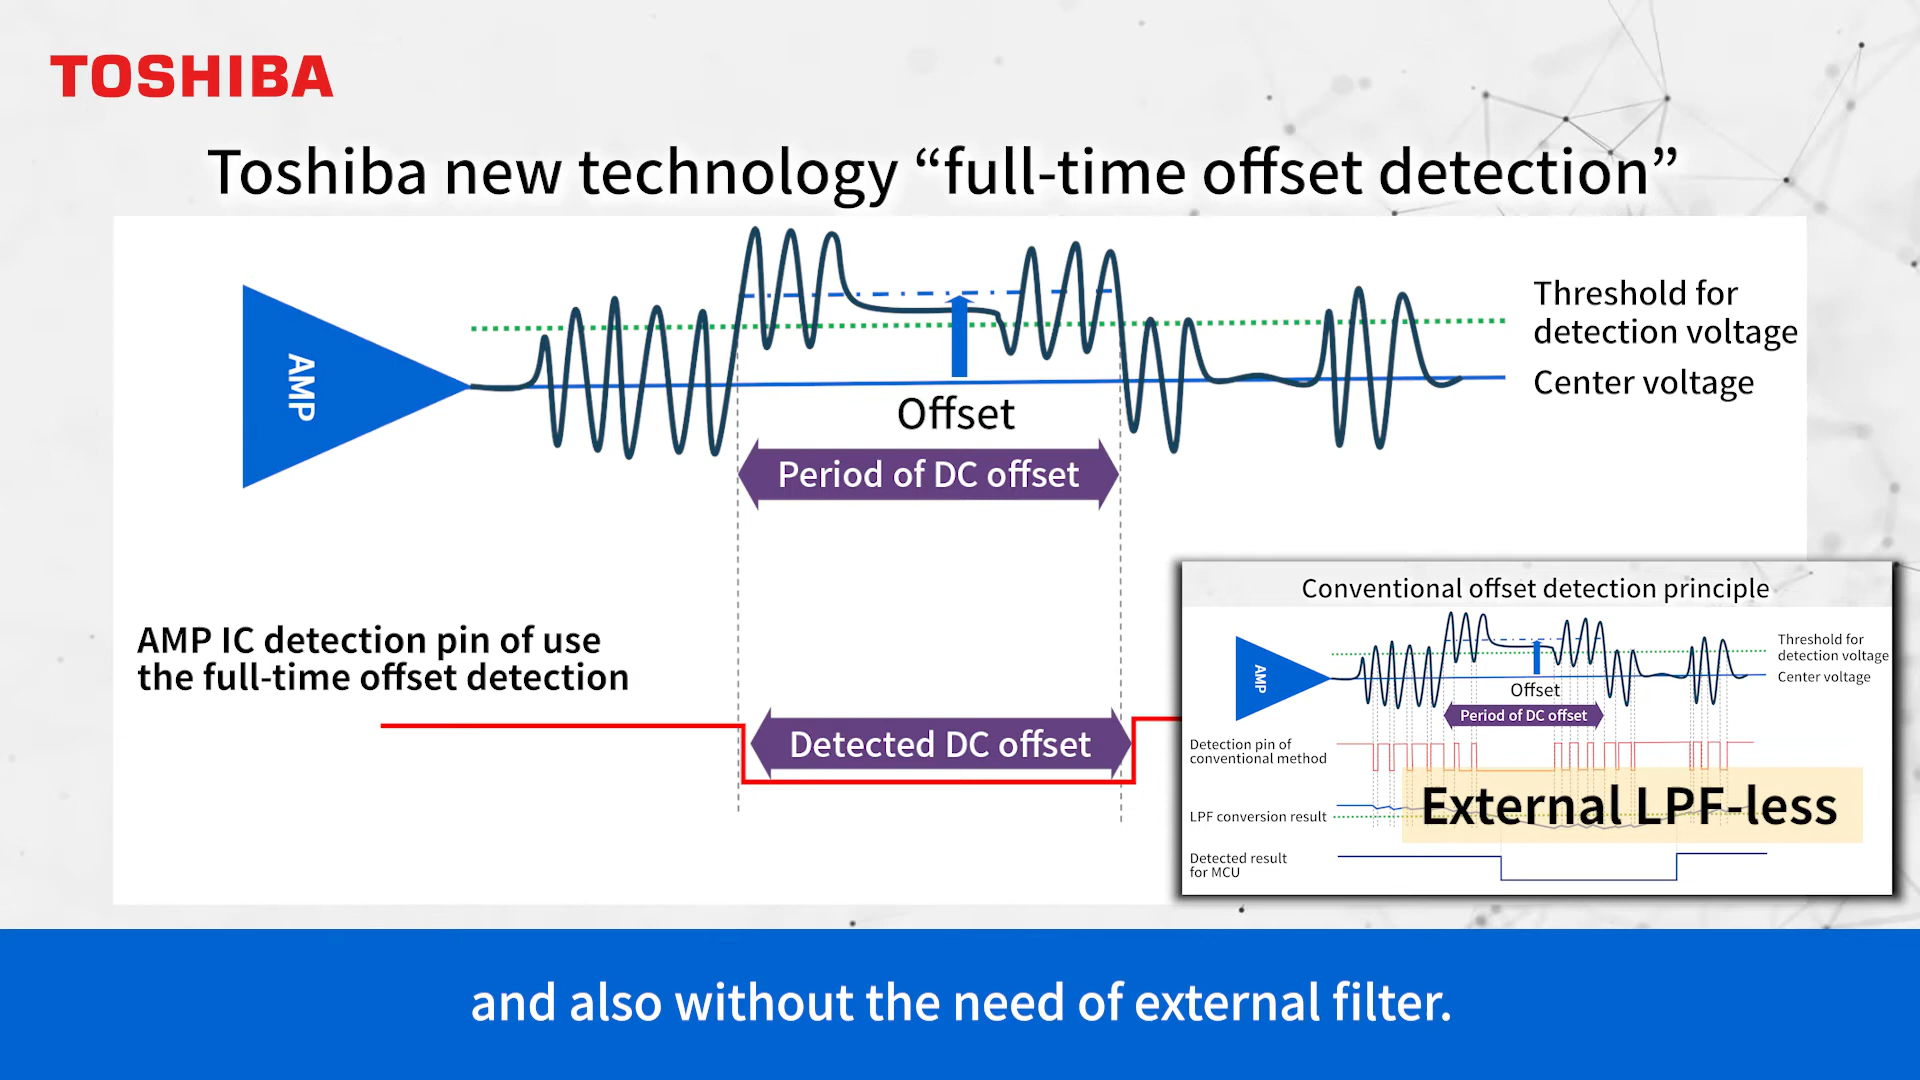 TOSHIBA
Toshiba new technology “full-time offset detection”
AMP
Threshold for
detection voltage
Center voltage
Offset
Period of DC offset
AMP IC detection pin of use
the full-time offset detection
Detected DC offset
Conventional offset detection principle
AMP
Threshold for
detection voltage
Center voltage
Offset
Period of DC offset
Detection pin of
conventional method
External LPF-less
LPF conversion result
Detected result
for MCU
and also without the need of external filter.